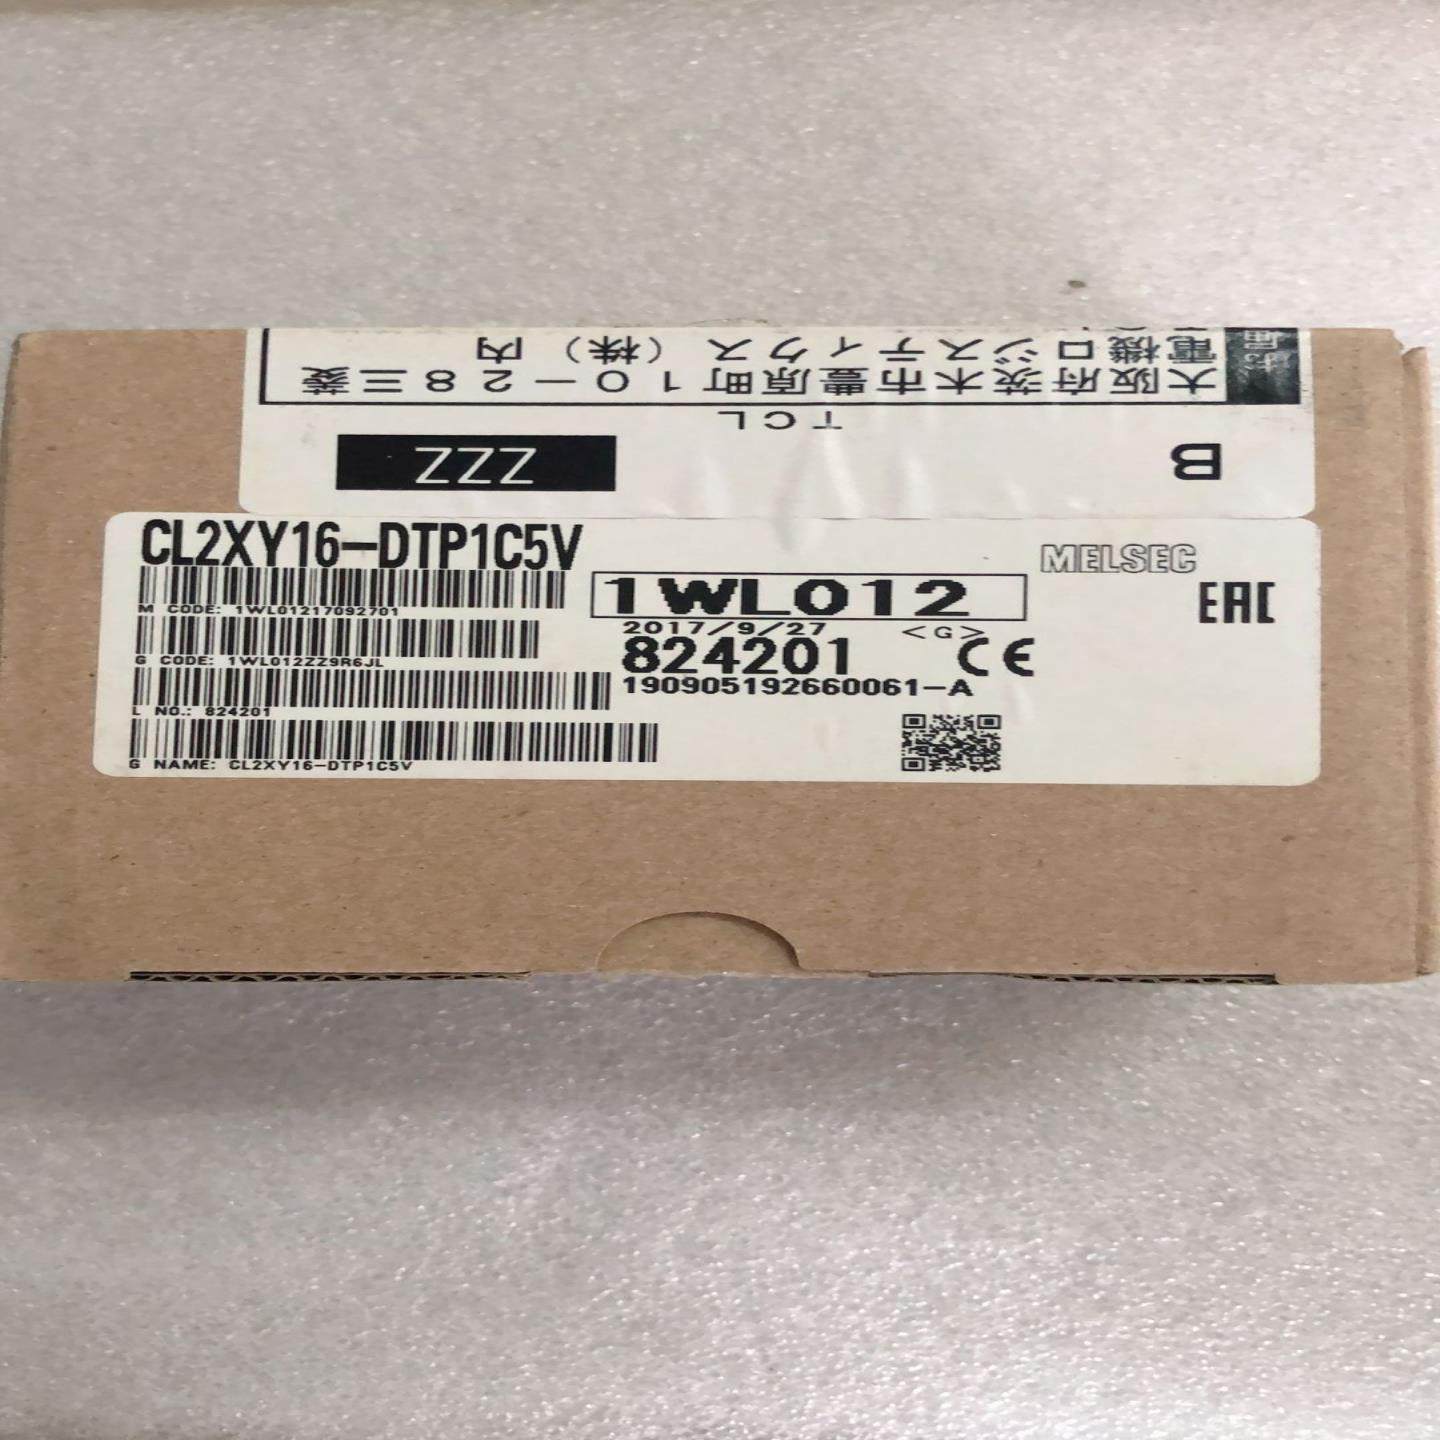 大阪府茨木市豊原町10-28三菱
電機ロジスティクス(株)内
TCL
B
ZZZ
CL2XY16-DTP1C5V
MELSEC
M CODE: 1WL01217092701
1WL012
EAC
2017/9/27 <G>
G CODE: 1WL012ZZ9R6JL
824201 CE
190905192660061-A
L NO.: 824201
G NAME: CL2XY16-DTP1C5V